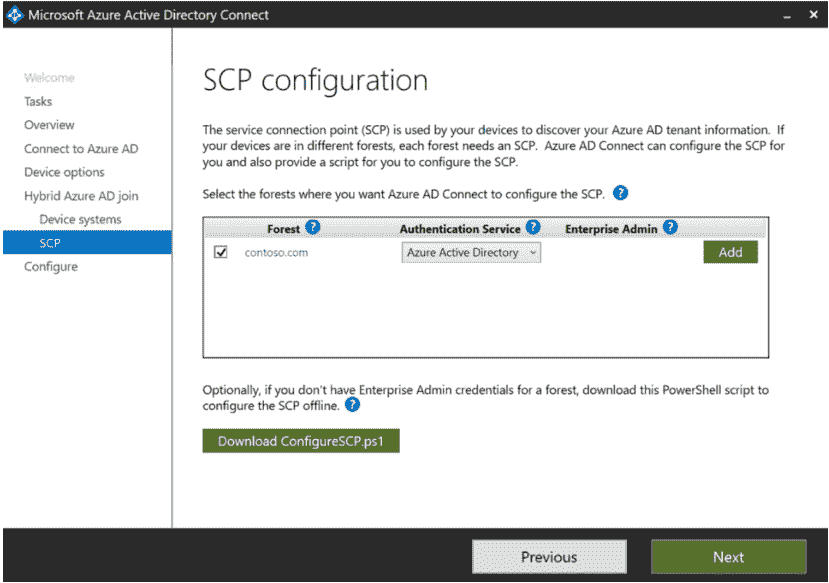 Microsoft Azure Active Directory Connect
Welcome
Tasks
Overview
Connect to Azure AD
Device options
Hybrid Azure AD join
Device systems
SCP
Configure
SCP configuration
The service connection point (SCP) is used by your devices to discover your Azure AD tenant information. If
your devices are in different forests, each forest needs an SCP. Azure AD Connect can configure the SCP for
you and also provide a script for you to configure the SCP.
Select the forests where you want Azure AD Connect to configure the SCP. ?
Forest ? Authentication Service ? Enterprise Admin ?
contoso.com Azure Active Directory Add
Optionally, if you don't have Enterprise Admin credentials for a forest, download this PowerShell script to
configure the SCP offline. ?
Download ConfigureSCP.ps1
Previous Next